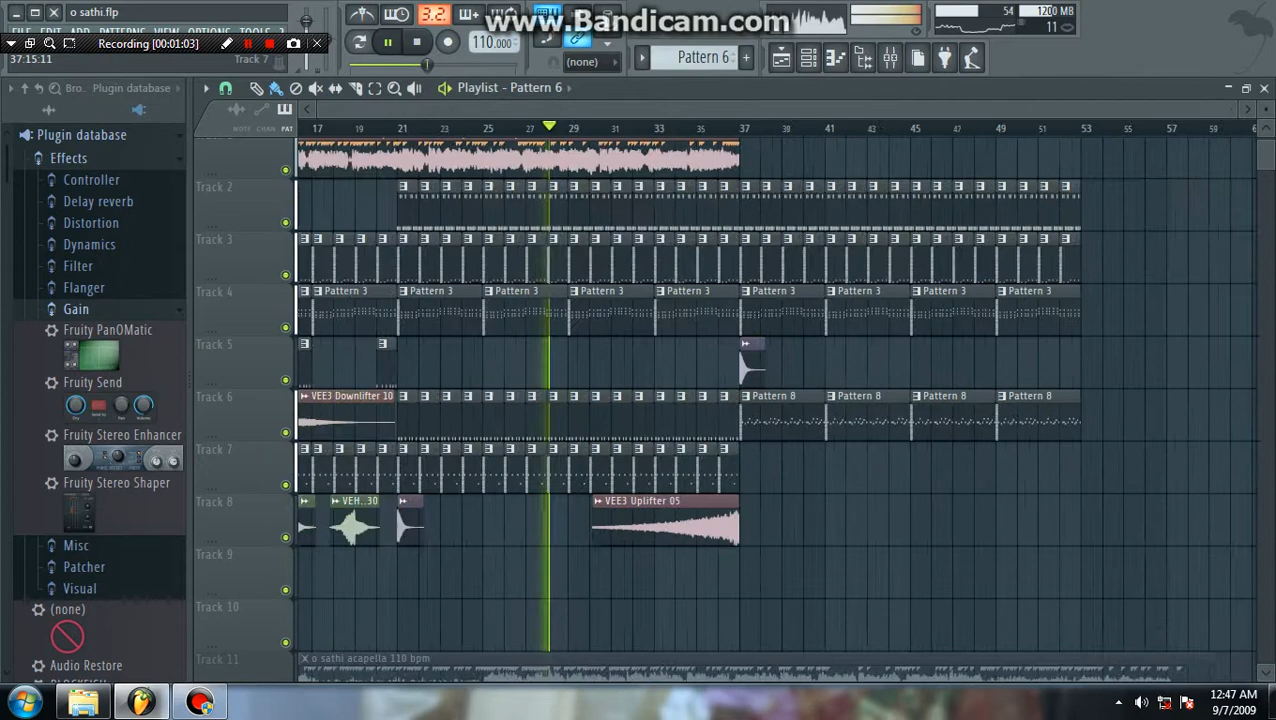 o sathi flp
www.Bandicam.com
Recording [00:01:03]
37:15:11
Track 7
3.2.
110.000
(none)
Pattern 6
54
1200 MB
11
Bro..
Plugin database
Playlist - Pattern 6
NOTE
CHAN
PAT
17 19 21 23 25 27 29 31 33 35 37 39 41 43 45 47 49 51 53 55 57 59
Plugin database
Effects
Controller
Delay reverb
Distortion
Dynamics
Filter
Flanger
Gain
Fruity PanOMatic
Fruity Send
Fruity Stereo Enhancer
Fruity Stereo Shaper
Misc
Patcher
Visual
(none)
Audio Restore
Track 2
Track 3
Track 4
Pattern 3
Pattern 3
Pattern 3
Pattern 3
Pattern 3
Pattern 3
Pattern 3
Pattern 3
Pattern 3
Track 5
Track 6
VEE3 Downlifter 10
Pattern 8
Pattern 8
Pattern 8
Pattern 8
Track 7
Track 8
VEH..30
VEE3 Uplifter 05
Track 9
Track 10
Track 11
o sathi acapella 110 bpm
12:47 AM
9/7/2009